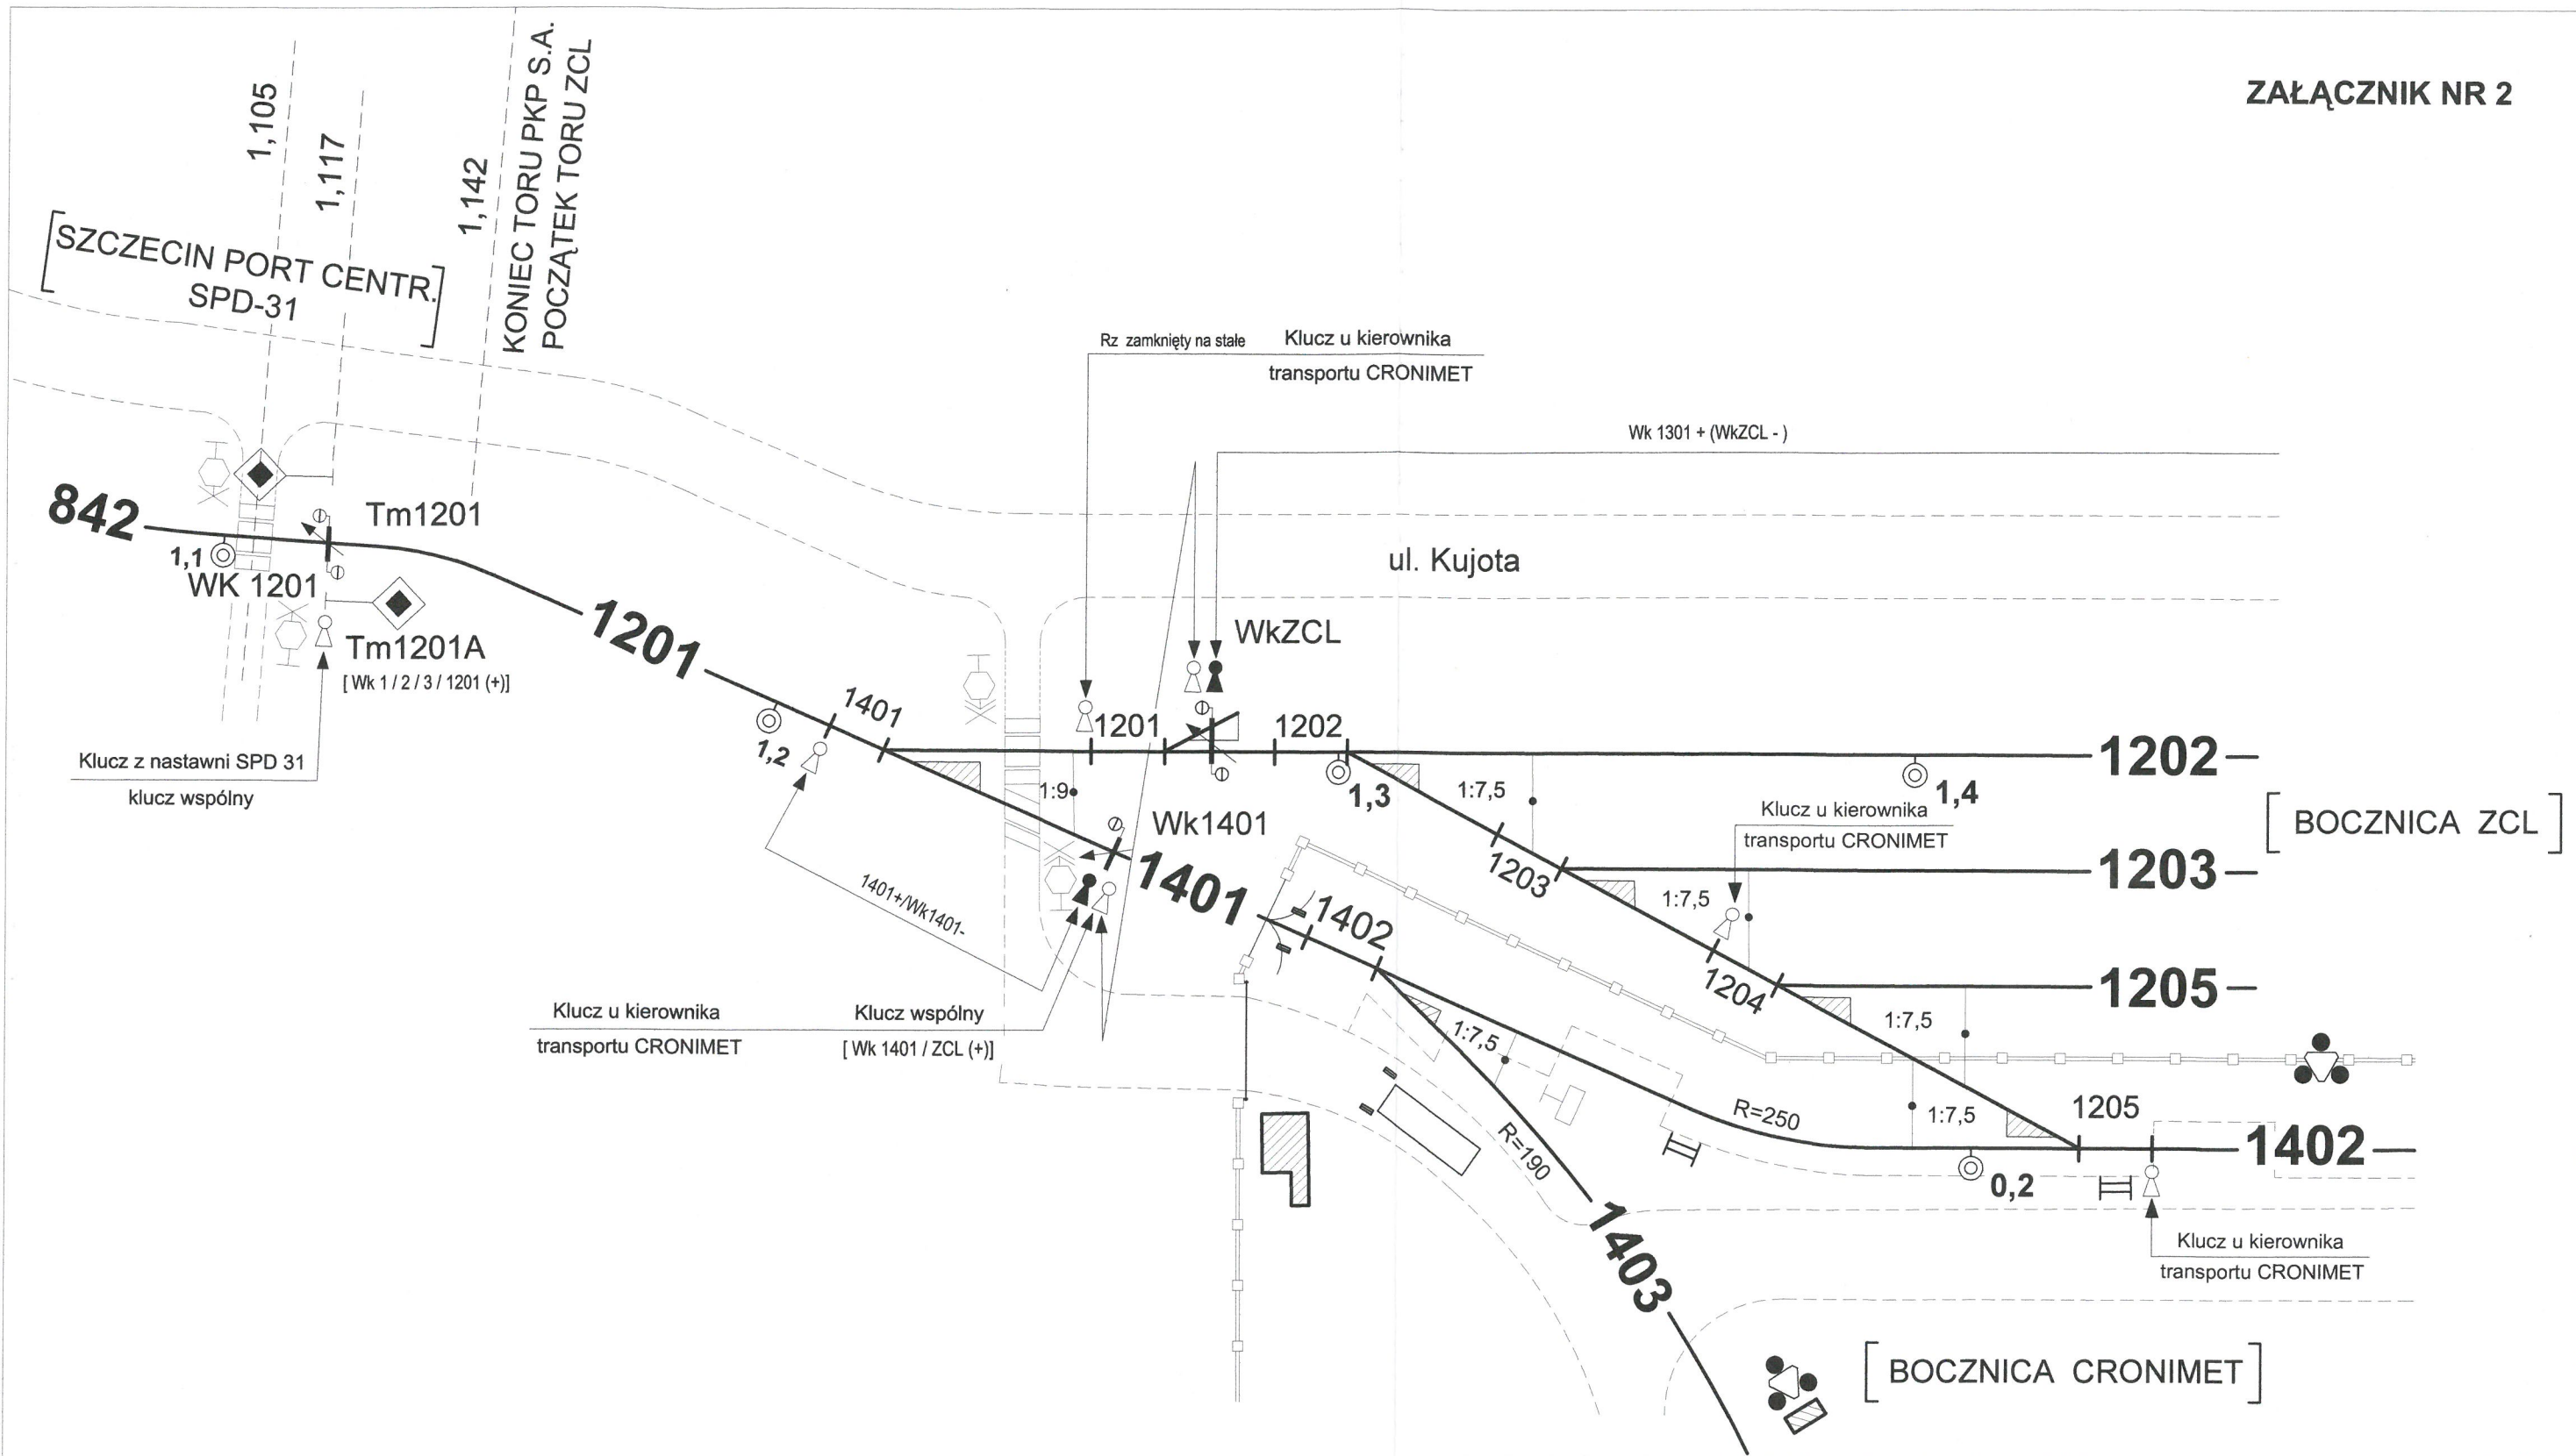 ZAŁĄCZNIK NR 2
1,105
1,117
1,142
KONIEC TORU PKP S.A.
POCZĄTEK TORU ZCL
SZCZECIN PORT CENTR.
SPD-31
Rz zamknięty na stałe
Klucz u kierownika
transportu CRONIMET
Wk 1301 + (WkZCL - )
842
Tm1201
1,1
WK 1201
ul. Kujota
1201
WkZCL
Tm1201A
[ Wk 1 / 2 / 3 / 1201 (+)]
Klucz z nastawni SPD 31
klucz wspólny
1401
1,2
1201
1202
1202
1:9
1,3
1:7,5
1,4
Klucz u kierownika
transportu CRONIMET
BOCZNICA ZCL
Wk1401
1401
1203
1203
1:7,5
1401+/Wk1401-
1402
1204
1205
1:7,5
Klucz u kierownika
transportu CRONIMET
Klucz wspólny
[ Wk 1401 / ZCL (+)]
1:7,5
R=250
1:7,5
1205
1402
R=190
0,2
1403
Klucz u kierownika
transportu CRONIMET
BOCZNICA CRONIMET